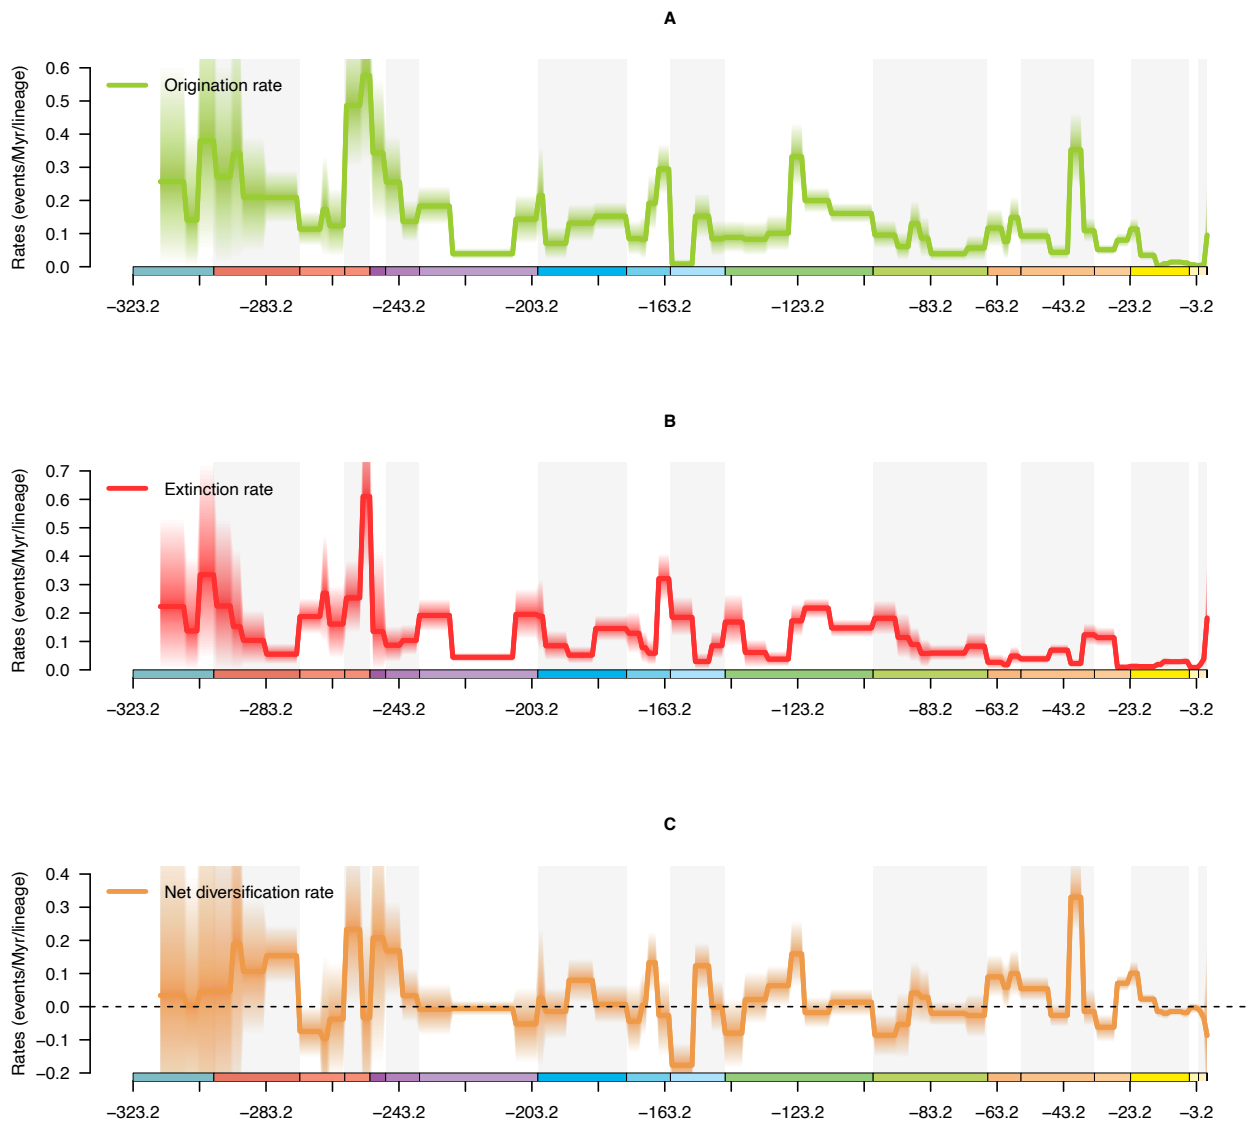 A
Rates (events/Myr/lineage)
0.6
0.5
0.4
0.3
0.2
0.1
0.0
Origination rate
−323.2 −283.2 −243.2 −203.2 −163.2 −123.2 −83.2 −63.2 −43.2 −23.2 −3.2
B
Rates (events/Myr/lineage)
0.7
0.6
0.5
0.4
0.3
0.2
0.1
0.0
Extinction rate
−323.2 −283.2 −243.2 −203.2 −163.2 −123.2 −83.2 −63.2 −43.2 −23.2 −3.2
C
Rates (events/Myr/lineage)
0.4
0.3
0.2
0.1
0.0
−0.1
−0.2
Net diversification rate
−323.2 −283.2 −243.2 −203.2 −163.2 −123.2 −83.2 −63.2 −43.2 −23.2 −3.2